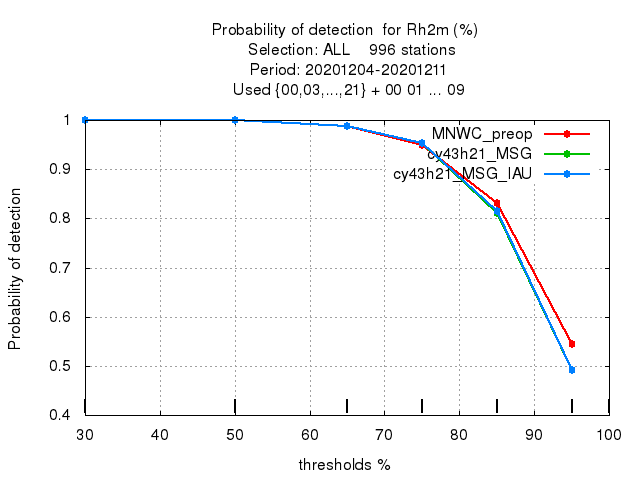 Probability of detection  for Rh2m (%)
Selection: ALL    996 stations
Period: 20201204-20201211
Used {00,03,...,21} + 00 01 ... 09
MNWC_preop
cy43h21_MSG
cy43h21_MSG_IAU
Probability of detection
1
0.9
0.8
0.7
0.6
0.5
0.4
30 40 50 60 70 80 90 100
thresholds %